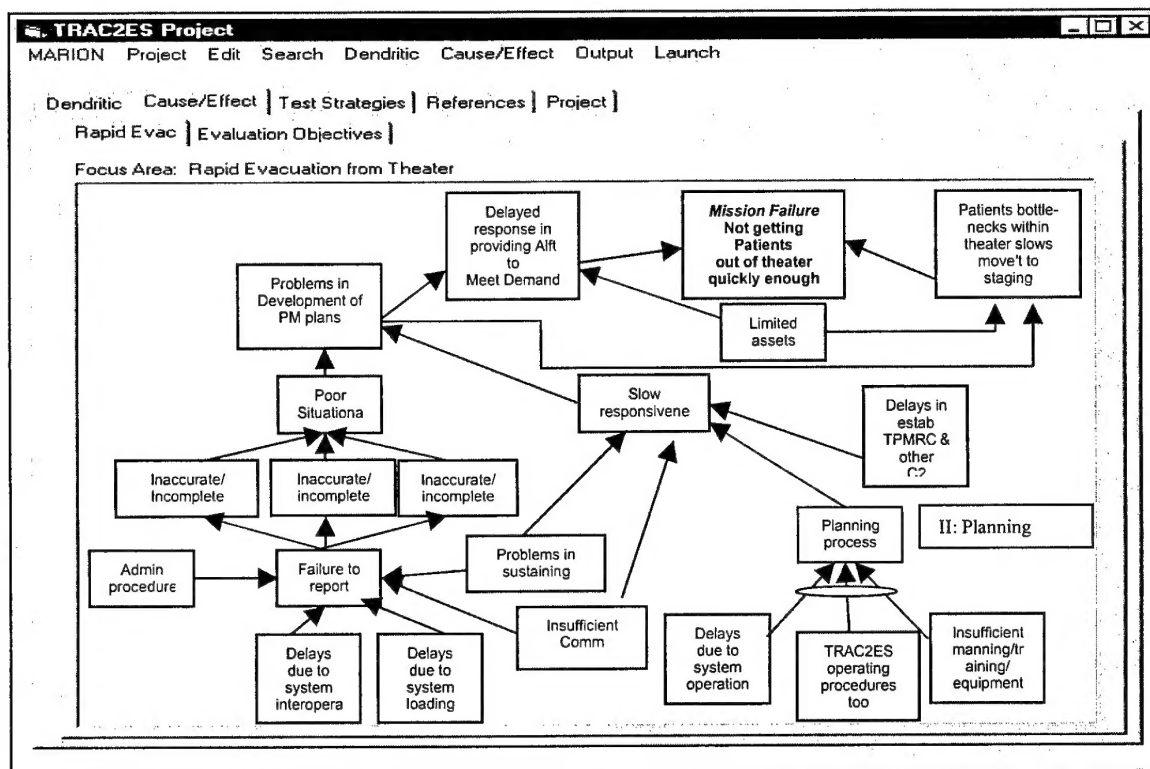 TRAC2ES Project
MARION Project Edit Search Dendritic Cause/Effect Output Launch
Dendritic Cause/Effect Test Strategies References Project
Rapid Evac Evaluation Objectives
Focus Area: Rapid Evacuation from Theater
Delayed
response in
providing Alft
to
Meet Demand
Mission Failure
Not getting
Patients
out of theater
quickly enough
Patients bottle-
necks within
theater slows
move't to
staging
Problems in
Development of
PM plans
Limited
assets
Poor
Situationa
Slow
responsivene
Delays in
estab
TPMRC &
other
C2
Inaccurate/
Incomplete
Inaccurate/
incomplete
Inaccurate/
incomplete
Planning
process
II: Planning
Admin
procedure
Failure to
report
Problems in
sustaining
Insufficient
Comm
Delays
due to
system
interopera
Delays
due to
system
loading
Delays
due to
system
operation
TRAC2ES
operating
procedures
too
Insufficient
manning/tr
aining/
equipment